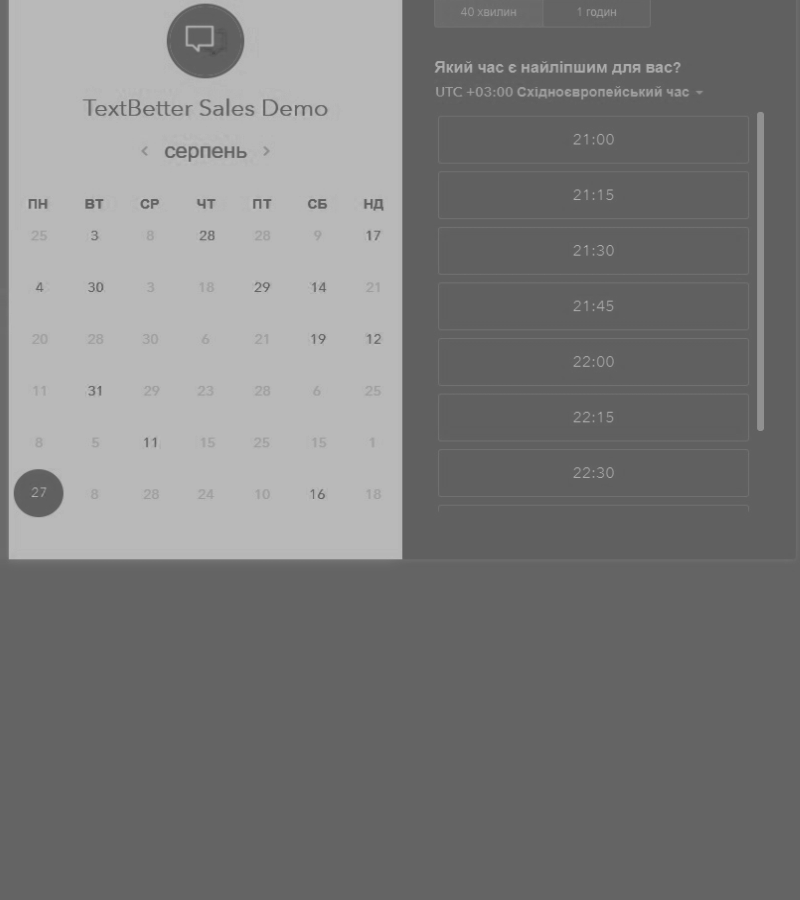 TextBetter Sales Demo
серпень
ПН ВТ СР ЧТ ПТ СБ НД
25 3 8 28 28 9 17
4 30 3 18 29 14 21
20 28 30 6 21 19 12
11 31 29 23 28 6 25
8 5 11 15 25 15 1
27 8 28 24 10 16 18
40 хвилин 1 годин
Який час є найліпшим для вас?
UTC +03:00 Східноєвропейський час
21:00
21:15
21:30
21:45
22:00
22:15
22:30